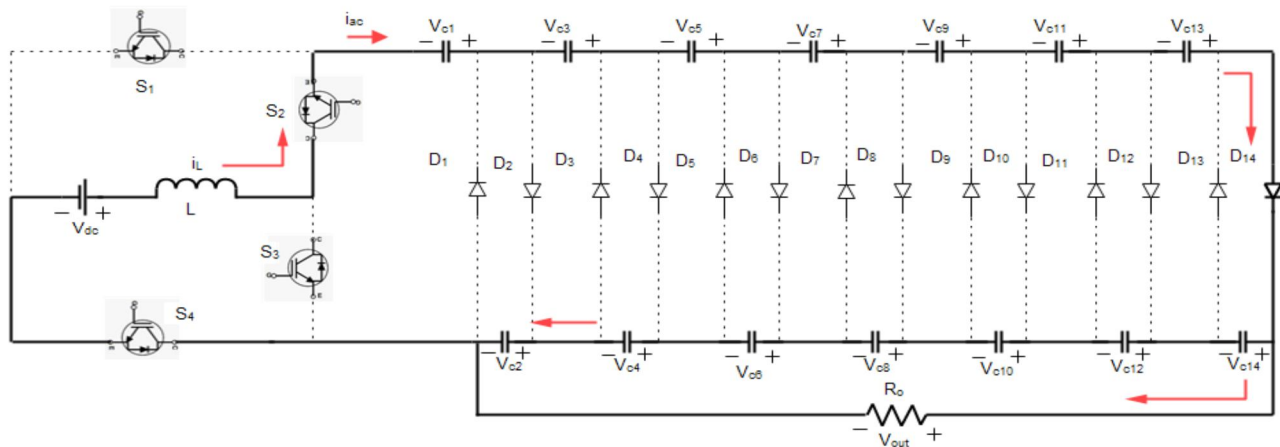 iac
Vc1 Vc3 Vc5 Vc7 Vc9 Vc11 Vc13
− + − + − + − + − + − + − +
S1
S2
iL
D1 D2 D3 D4 D5 D6 D7 D8 D9 D10 D11 D12 D13 D14
− +
Vdc
L
S3
S4
− + − + − + − + − + − + − +
Vc2 Vc4 Vc6 Vc8 Vc10 Vc12 Vc14
Ro
− +
Vout